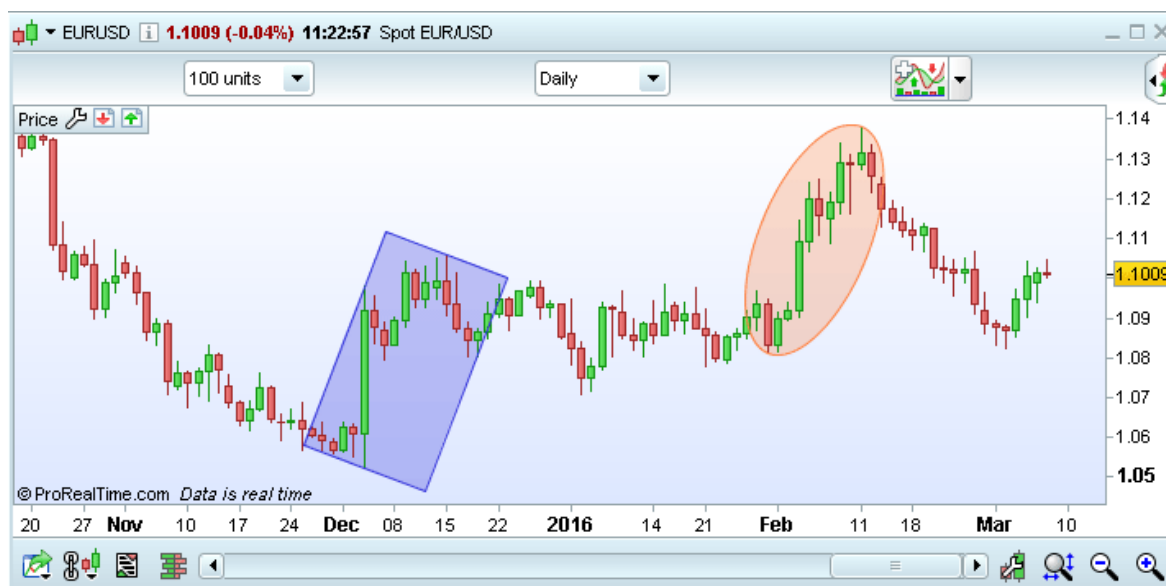 EURUSD 1.1009 (-0.04%) 11:22:57 Spot EUR/USD
100 units Daily
Price
1.14
1.13
1.12
1.11
1.1009
1.09
1.08
1.07
1.06
1.05
© ProRealTime.com Data is real time
20 27 Nov 10 17 24 Dec 08 15 22 2016 14 21 Feb 11 18 Mar 10